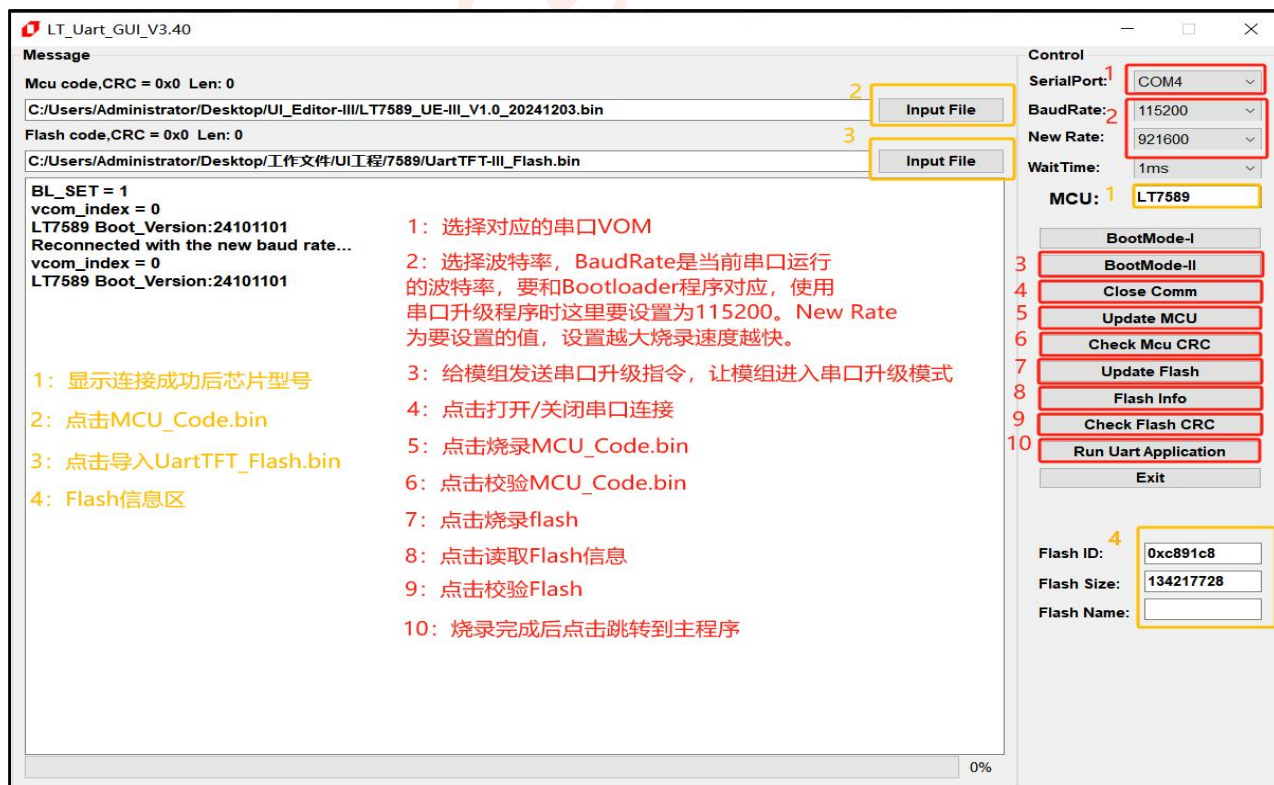 LT_Uart_GUI_V3.40
Message
Mcu code,CRC = 0x0 Len: 0
C:/Users/Administrator/Desktop/UI_Editor-III/LT7589_UE-III_V1.0_20241203.bin
2
Input File
Flash code,CRC = 0x0 Len: 0
C:/Users/Administrator/Desktop/工作文件/UI工程/7589/UartTFT-III_Flash.bin
3
Input File
BL_SET = 1
vcom_index = 0
LT7589 Boot_Version:24101101
Reconnected with the new baud rate...
vcom_index = 0
LT7589 Boot_Version:24101101
1：显示连接成功后芯片型号
2：点击MCU_Code.bin
3：点击导入UartTFT_Flash.bin
4：Flash信息区
1：选择对应的串口VOM
2：选择波特率，BaudRate是当前串口运行
的波特率，要和Bootloader程序对应，使用
串口升级程序时这里要设置为115200。New Rate
为要设置的值，设置越大烧录速度越快。
3：给模组发送串口升级指令，让模组进入串口升级模式
4：点击打开/关闭串口连接
5：点击烧录MCU_Code.bin
6：点击校验MCU_Code.bin
7：点击烧录flash
8：点击读取Flash信息
9：点击校验Flash
10：烧录完成后点击跳转到主程序
0%
Control
SerialPort: 1 COM4
BaudRate: 2 115200
New Rate: 921600
WaitTime: 1ms
MCU: 1 LT7589
BootMode-I
3 BootMode-II
4 Close Comm
5 Update MCU
6 Check Mcu CRC
7 Update Flash
8 Flash Info
9 Check Flash CRC
10 Run Uart Application
Exit
4
Flash ID: 0xc891c8
Flash Size: 134217728
Flash Name: